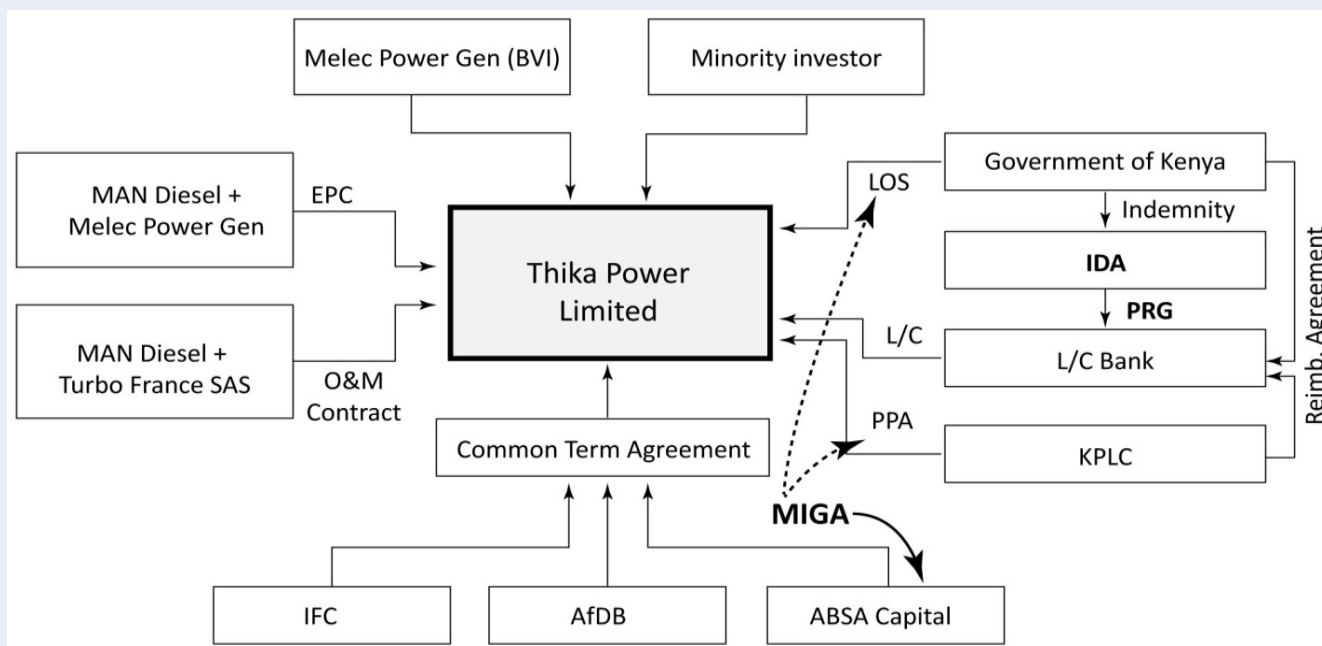 Melec Power Gen (BVI)
Minority investor
MAN Diesel +
Melec Power Gen
EPC
MAN Diesel +
Turbo France SAS
O&M
Contract
Thika Power
Limited
Government of Kenya
LOS
Indemnity
IDA
PRG
L/C
L/C Bank
PPA
KPLC
Reimb. Agreement
Common Term Agreement
MIGA
IFC
AfDB
ABSA Capital